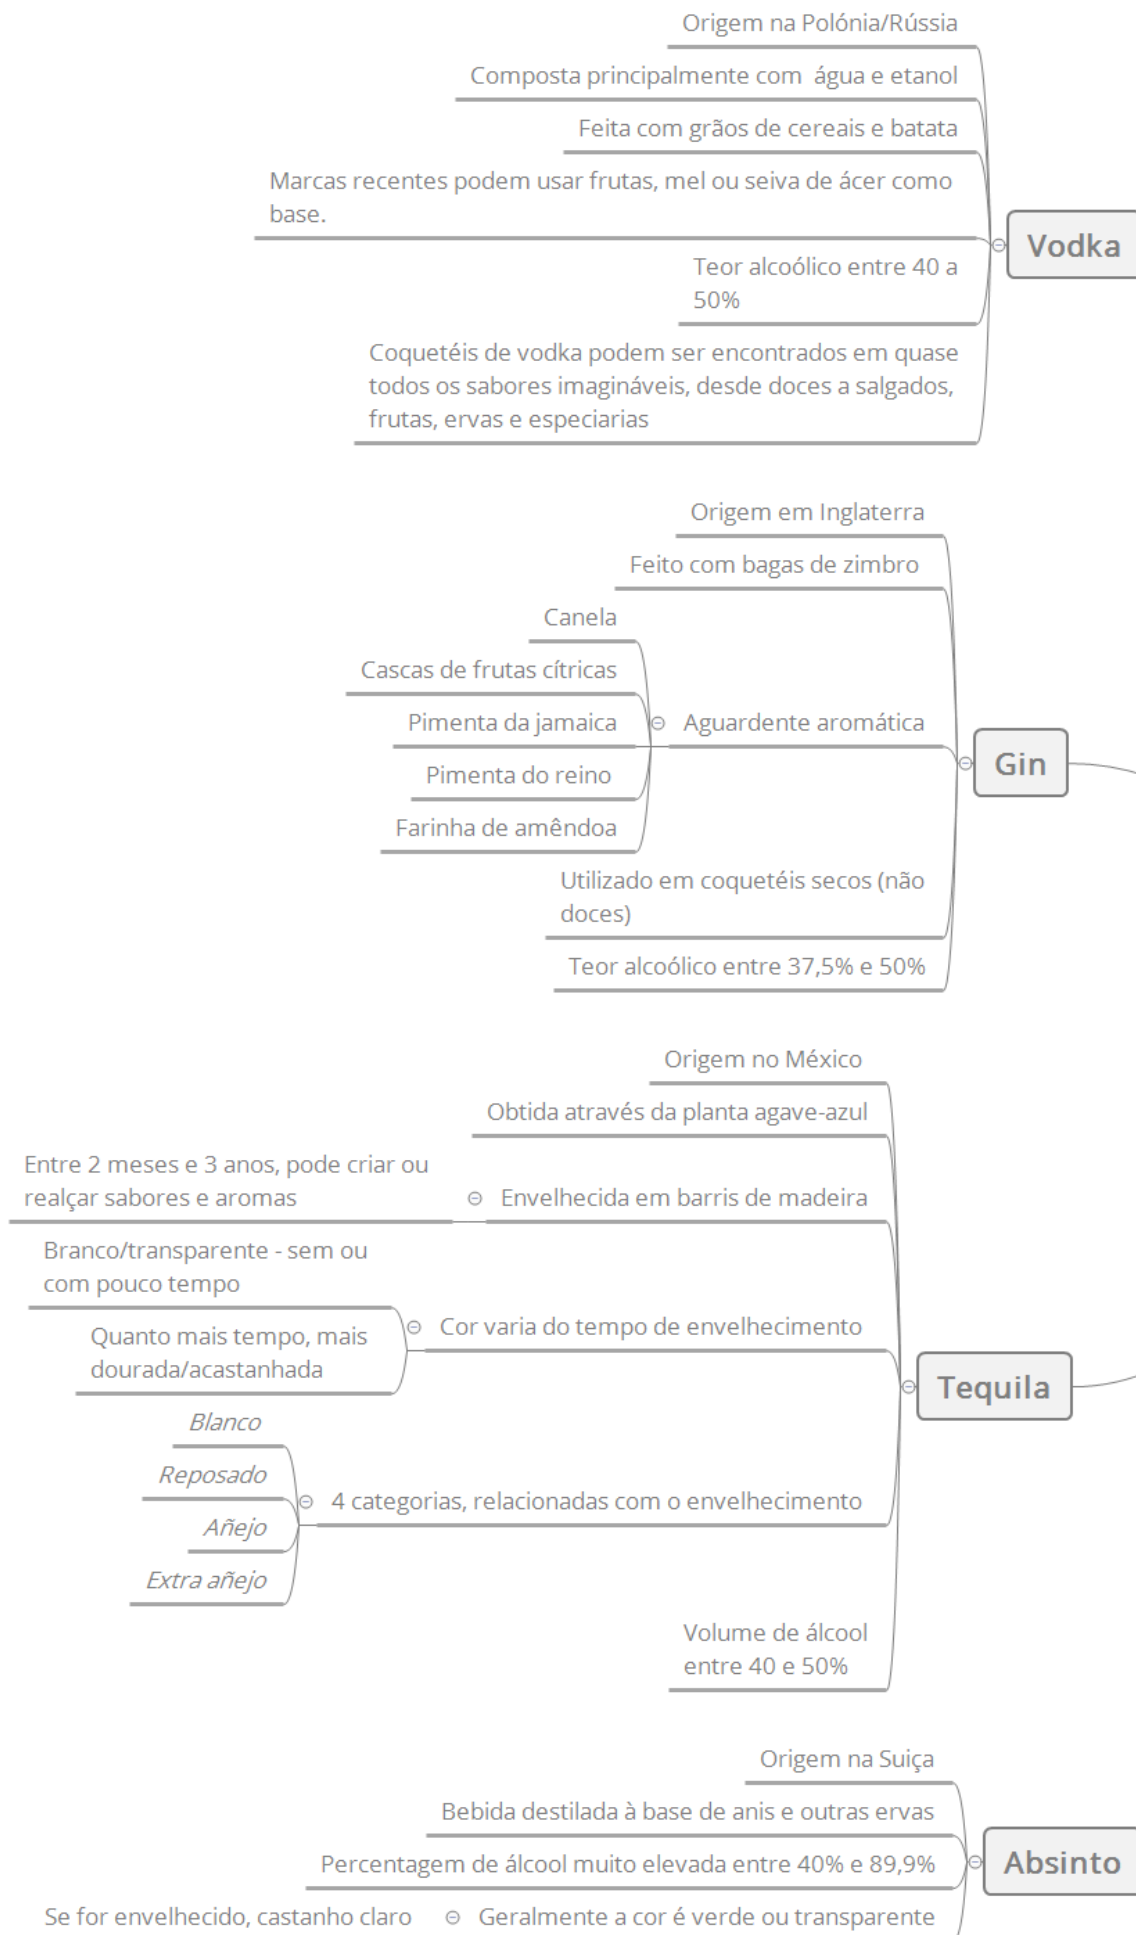 Origem na Polónia/Rússia
Composta principalmente com  água e etanol
Feita com grãos de cereais e batata
Marcas recentes podem usar frutas, mel ou seiva de ácer como
base.
Teor alcoólico entre 40 a
50%
Coquetéis de vodka podem ser encontrados em quase
todos os sabores imagináveis, desde doces a salgados,
frutas, ervas e especiarias
Vodka
Origem em Inglaterra
Feito com bagas de zimbro
Canela
Cascas de frutas cítricas
Pimenta da jamaica
Pimenta do reino
Farinha de amêndoa
Aguardente aromática
Utilizado em coquetéis secos (não
doces)
Teor alcoólico entre 37,5% e 50%
Gin
Origem no México
Obtida através da planta agave-azul
Entre 2 meses e 3 anos, pode criar ou
realçar sabores e aromas
Envelhecida em barris de madeira
Branco/transparente - sem ou
com pouco tempo
Quanto mais tempo, mais
dourada/acastanhada
Cor varia do tempo de envelhecimento
Blanco
Reposado
Añejo
Extra añejo
4 categorias, relacionadas com o envelhecimento
Volume de álcool
entre 40 e 50%
Tequila
Origem na Suiça
Bebida destilada à base de anis e outras ervas
Percentagem de álcool muito elevada entre 40% e 89,9%
Se for envelhecido, castanho claro
Geralmente a cor é verde ou transparente
Absinto